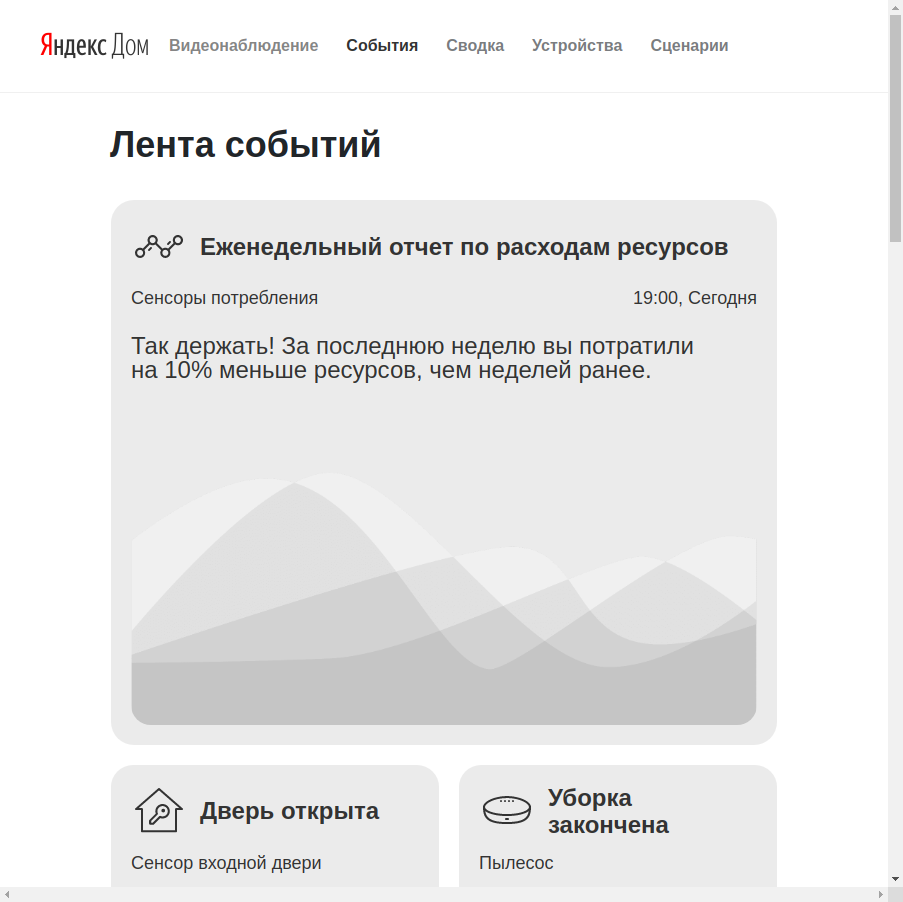 Яндекс Дом Видеонаблюдение События Сводка Устройства Сценарии
Лента событий
Еженедельный отчет по расходам ресурсов
Сенсоры потребления 19:00, Сегодня
Так держать! За последнюю неделю вы потратили
на 10% меньше ресурсов, чем неделей ранее.
Дверь открыта
Сенсор входной двери
Уборка
закончена
Пылесос